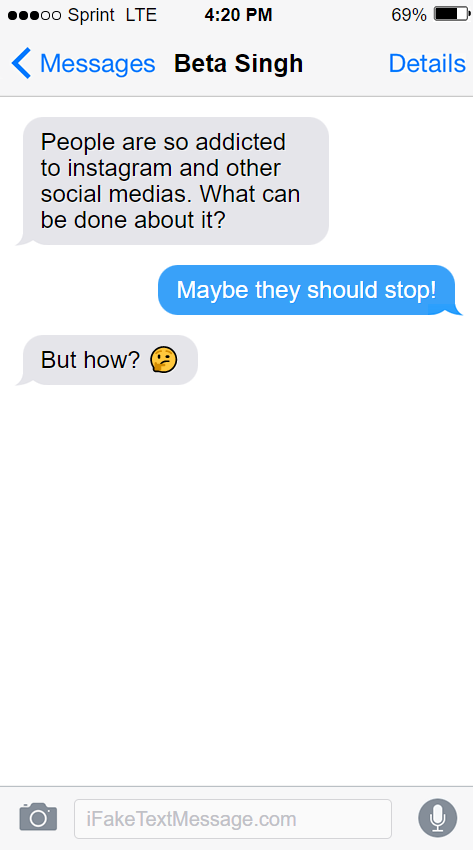 Sprint LTE 4:20 PM 69%
Messages Beta Singh Details
People are so addicted
to instagram and other
social medias. What can
be done about it?
Maybe they should stop!
But how? 🤔
iFakeTextMessage.com